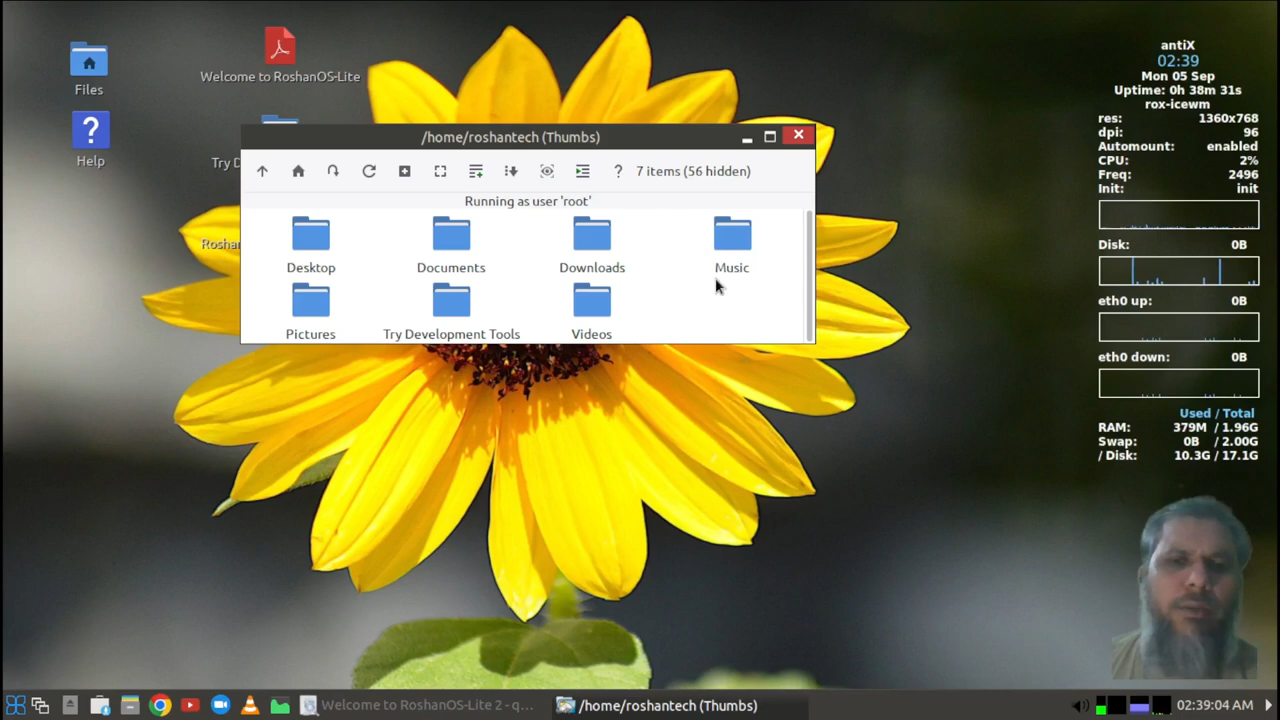 Files
Help
Welcome to RoshanOS-Lite
Try D
Rosha
/home/roshantech (Thumbs)
7 items (56 hidden)
Running as user 'root'
Desktop
Documents
Downloads
Music
Pictures
Try Development Tools
Videos
antiX
02:39
Mon 05 Sep
Uptime: 0h 38m 31s
rox-icewm
res: 1360x768
dpi: 96
Automount: enabled
CPU: 2%
Freq: 2496
Init: init
Disk: 0B
eth0 up: 0B
eth0 down: 0B
Used / Total
RAM: 379M / 1.96G
Swap: 0B / 2.00G
/ Disk: 10.3G / 17.1G
Welcome to RoshanOS-Lite 2 - q...
/home/roshantech (Thumbs)
02:39:04 AM